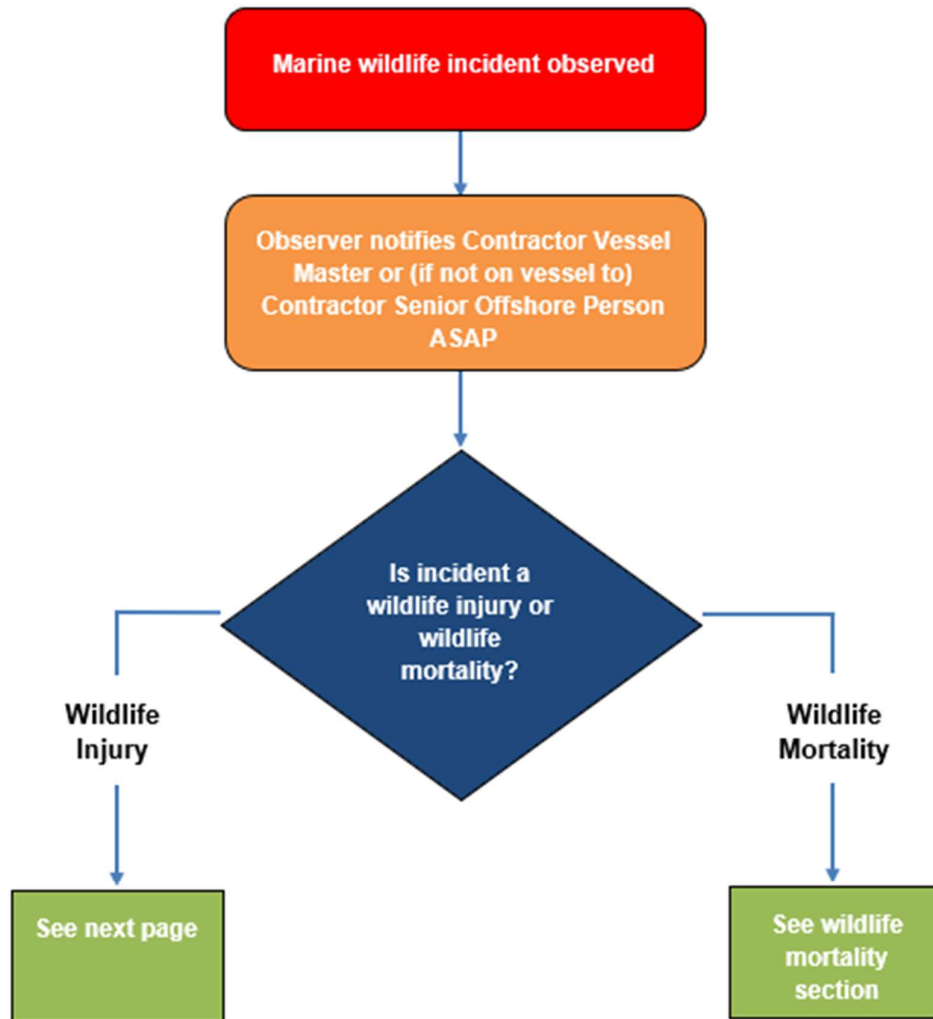 Marine wildlife incident observed
Observer notifies Contractor Vessel
Master or (if not on vessel to)
Contractor Senior Offshore Person
ASAP
Is incident a
wildlife injury or
wildlife
mortality?
Wildlife
Injury
Wildlife
Mortality
See next page
See wildlife
mortality
section